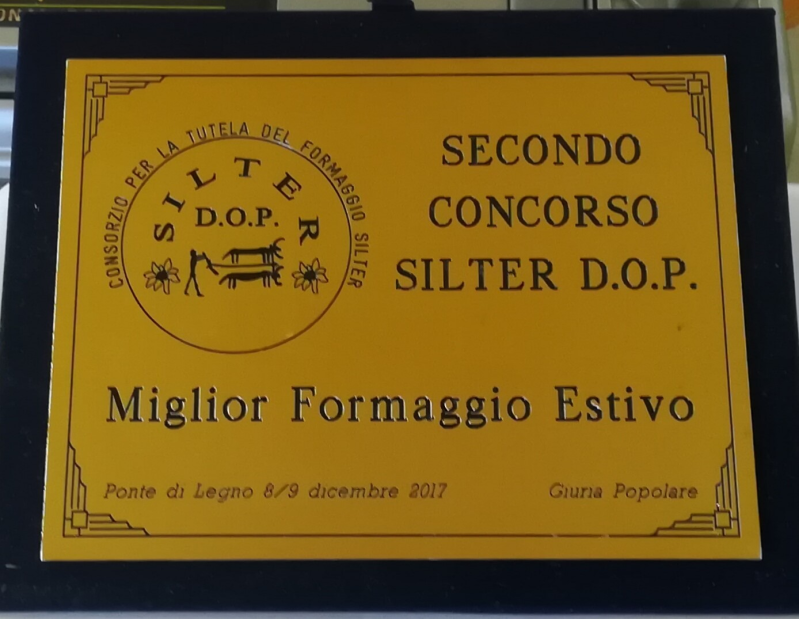 CONSORZIO PER LA TUTELA DEL FORMAGGIO SILTER
SILTER
D.O.P.
SECONDO
CONCORSO
SILTER D.O.P.
Miglior Formaggio Estivo
Ponte di Legno 8/9 dicembre 2017
Giuria Popolare